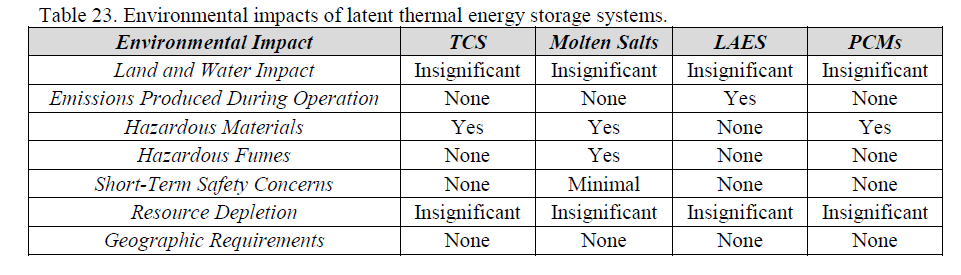 Table 23. Environmental impacts of latent thermal energy storage systems.
Environmental Impact TCS Molten Salts LAES PCMs
Land and Water Impact Insignificant Insignificant Insignificant Insignificant
Emissions Produced During Operation None None Yes None
Hazardous Materials Yes Yes None Yes
Hazardous Fumes None Yes None None
Short-Term Safety Concerns None Minimal None None
Resource Depletion Insignificant Insignificant Insignificant Insignificant
Geographic Requirements None None None None